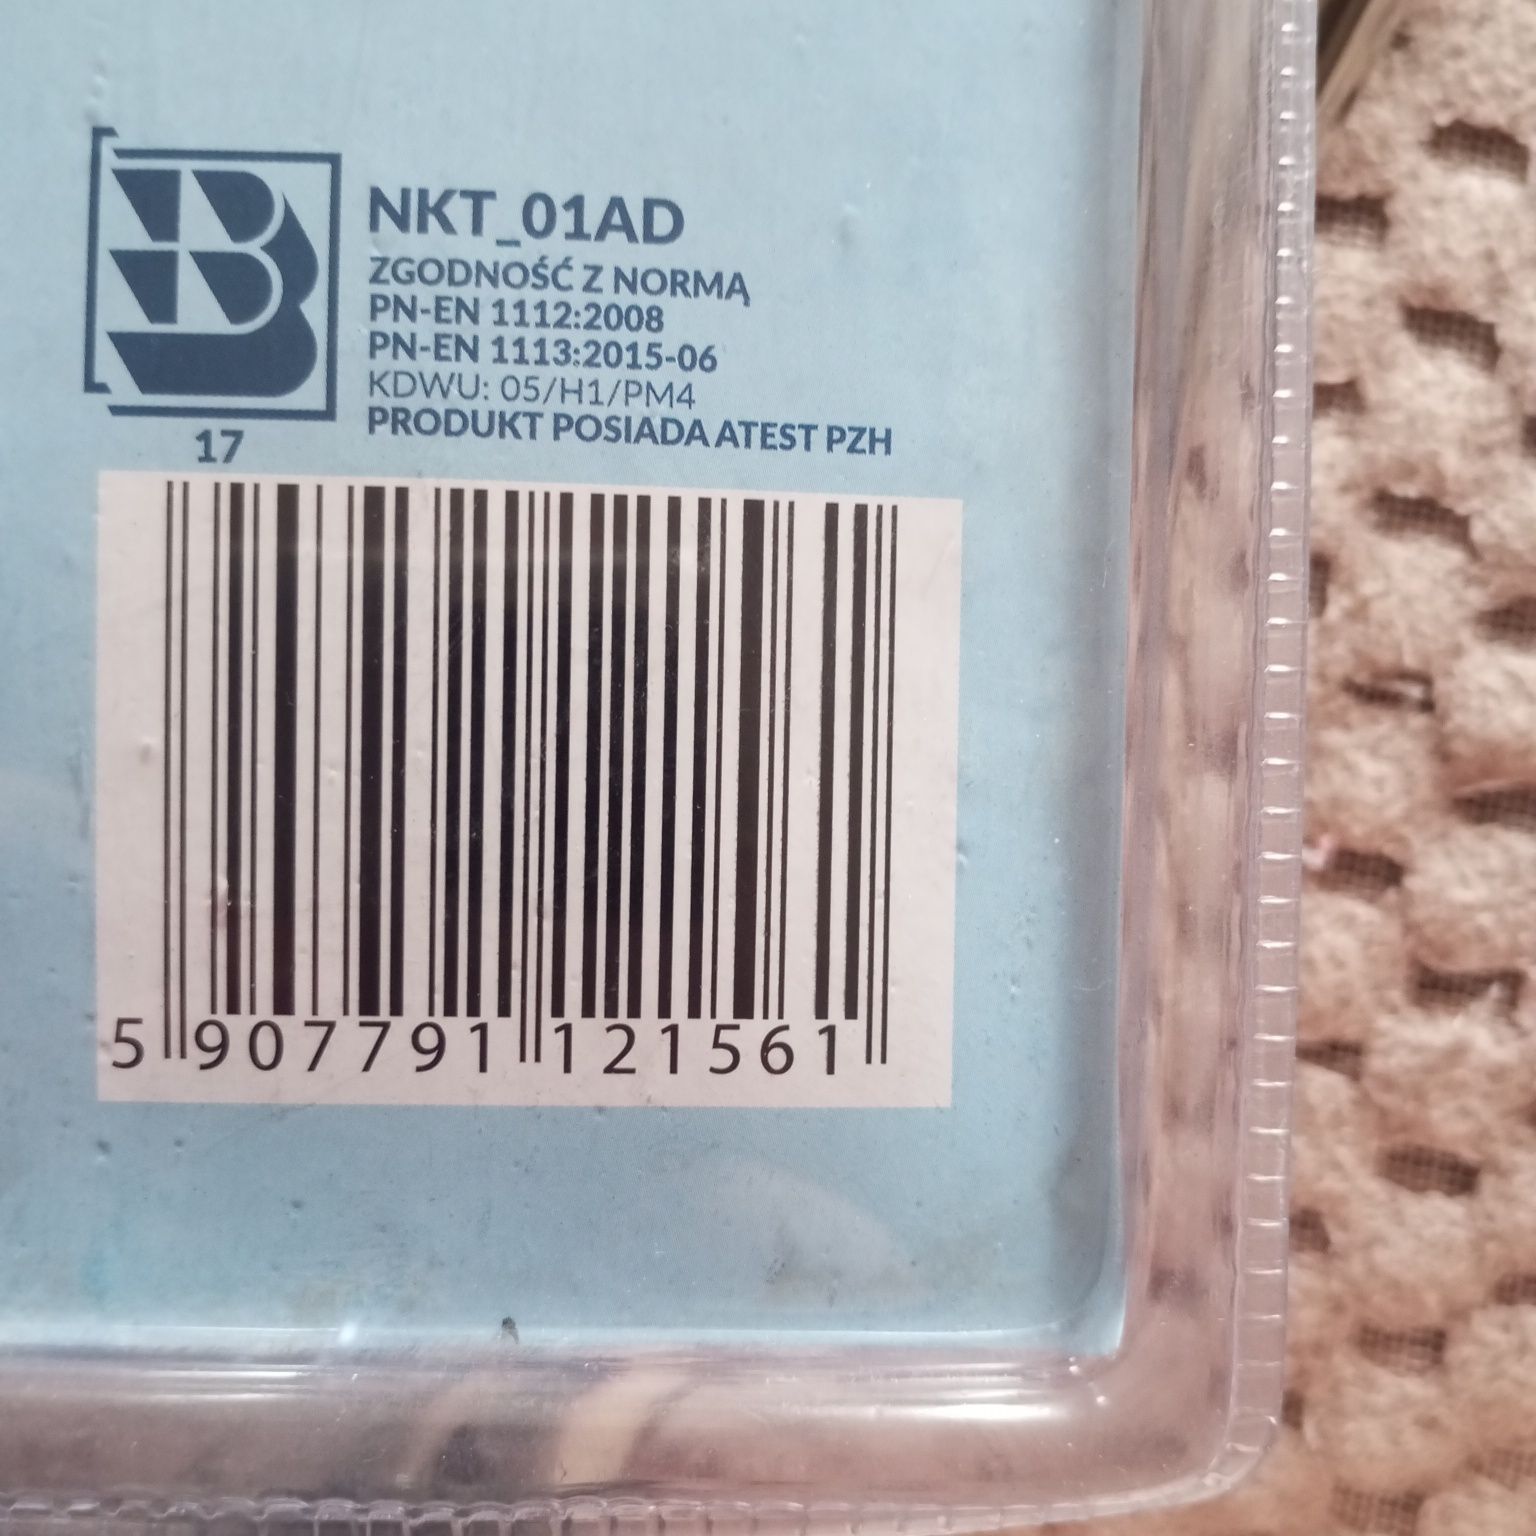 B
NKT_01AD
ZGODNOŚĆ Z NORMĄ
PN-EN 1112:2008
PN-EN 1113:2015-06
KDWU: 05/H1/PM4
PRODUKT POSIADA ATEST PZH
17
5 907791 121561